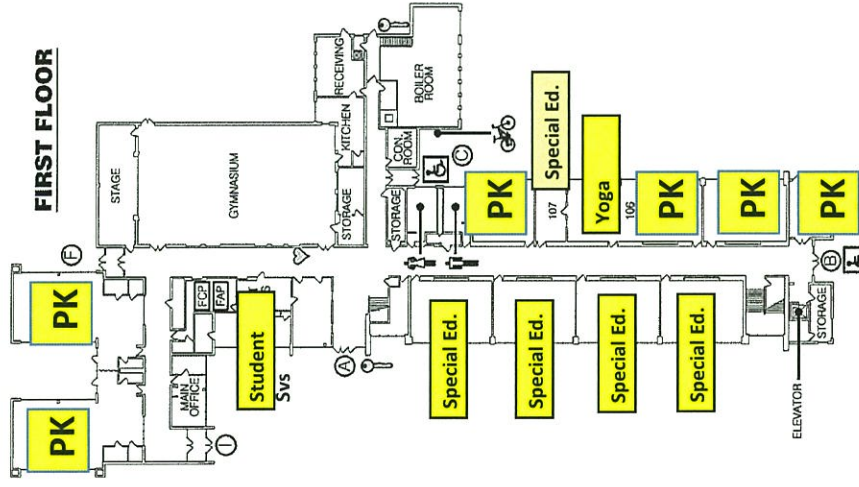 FIRST FLOOR
STAGE
GYMNASIUM
RECEIVING
KITCHEN
STORAGE
BOILER
ROOM
CON.
ROOM
C
STORAGE
F
PK
PK
FCP
FAP
Student
Svs
MAIN
OFFICE
I
A
Special Ed.
PK
107
Yoga
106
PK
PK
PK
Special Ed.
Special Ed.
Special Ed.
Special Ed.
B
STORAGE
ELEVATOR